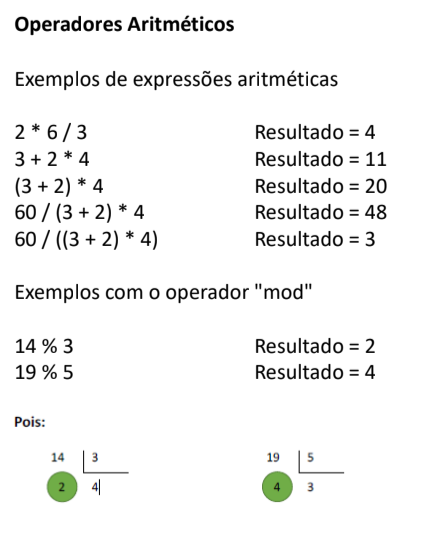 Operadores Aritméticos
Exemplos de expressões aritméticas
2 * 6 / 3 Resultado = 4
3 + 2 * 4 Resultado = 11
(3 + 2) * 4 Resultado = 20
60 / (3 + 2) * 4 Resultado = 48
60 / ((3 + 2) * 4) Resultado = 3
Exemplos com o operador "mod"
14 % 3 Resultado = 2
19 % 5 Resultado = 4
Pois:
14 3 19 5
2 4 4 3